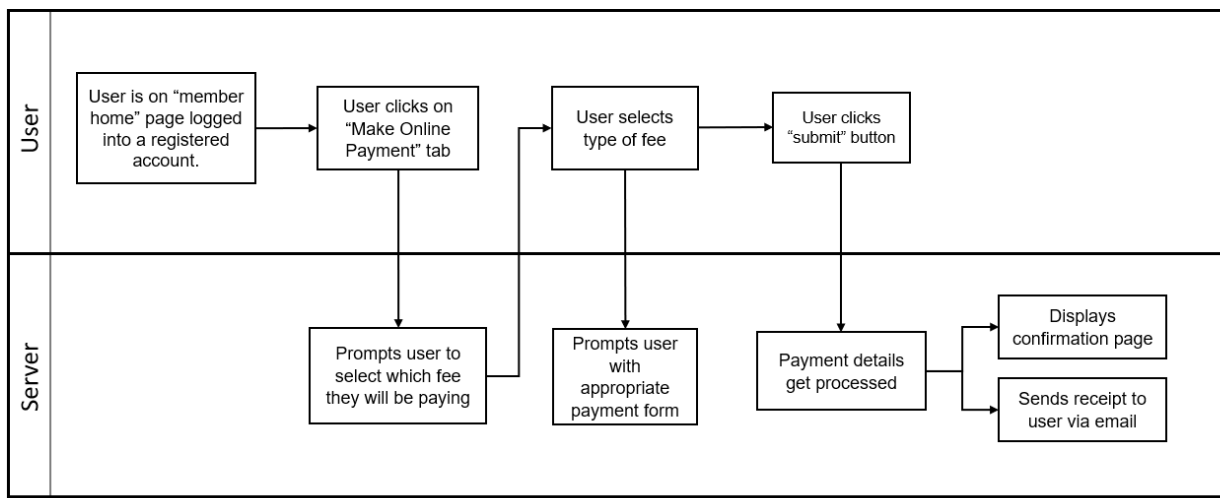 User
User is on “member
home” page logged
into a registered
account.
User clicks on
“Make Online
Payment” tab
User selects
type of fee
User clicks
“submit” button
Server
Prompts user to
select which fee
they will be paying
Prompts user
with
appropriate
payment form
Payment details
get processed
Displays
confirmation page
Sends receipt to
user via email